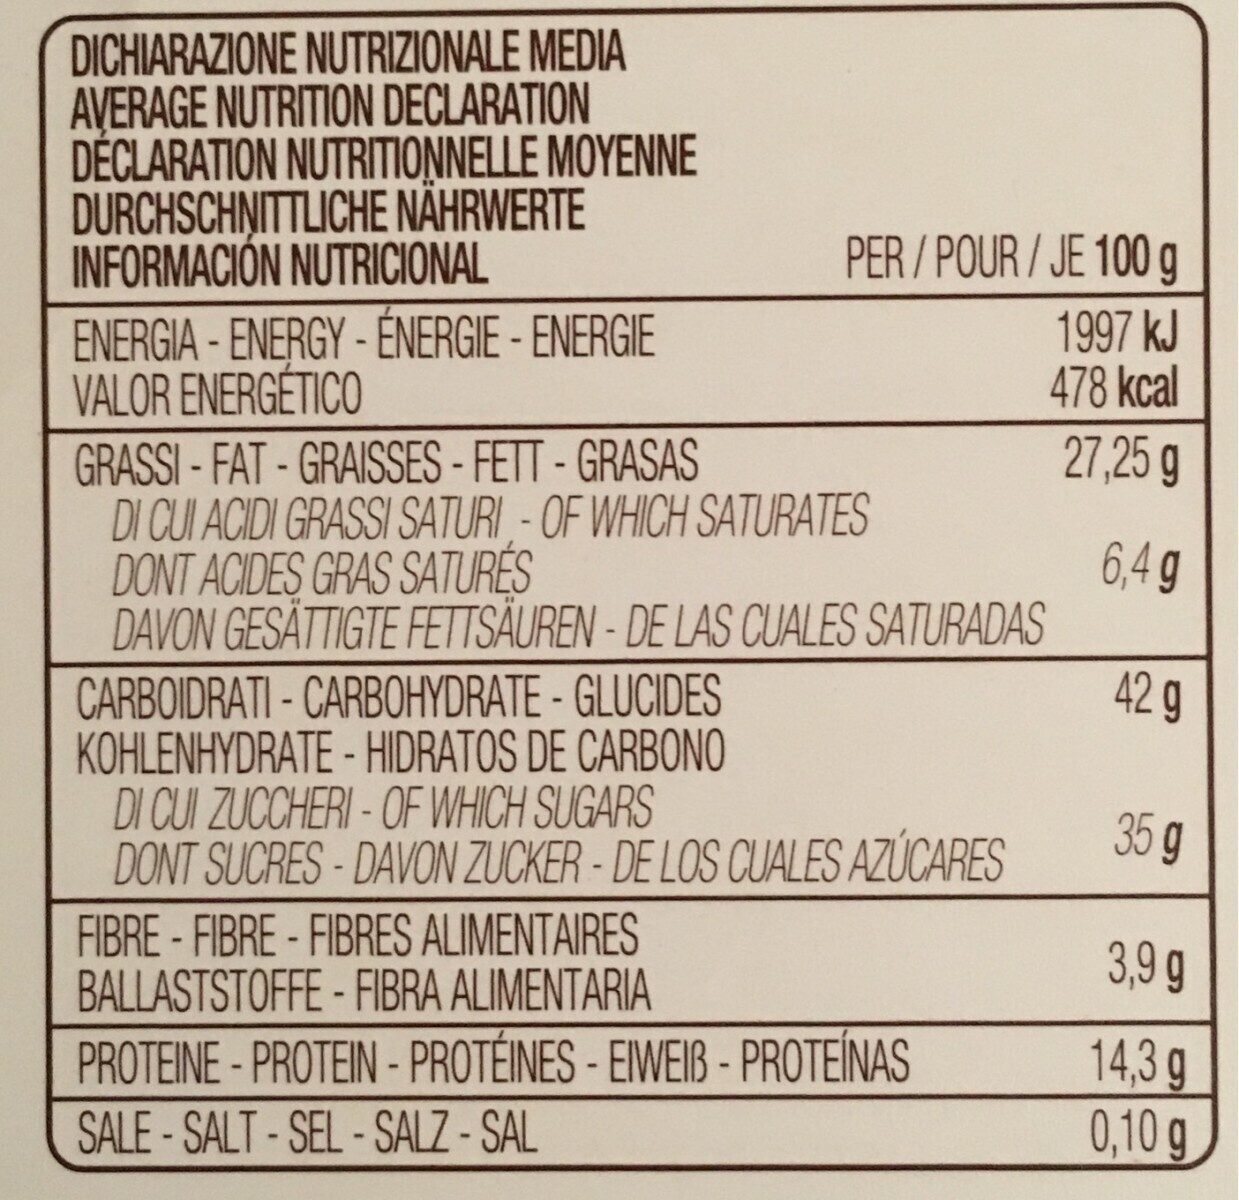 DICHIARAZIONE NUTRIZIONALE MEDIA
AVERAGE NUTRITION DECLARATION
DÉCLARATION NUTRITIONNELLE MOYENNE
DURCHSCHNITTLICHE NÄHRWERTE
INFORMACIÓN NUTRICIONAL PER / POUR / JE 100 g
ENERGIA - ENERGY - ÉNERGIE - ENERGIE 1997 kJ
VALOR ENERGÉTICO 478 kcal
GRASSI - FAT - GRAISSES - FETT - GRASAS 27,25 g
DI CUI ACIDI GRASSI SATURI - OF WHICH SATURATES
DONT ACIDES GRAS SATURÉS 6,4 g
DAVON GESÄTTIGTE FETTSÄUREN - DE LAS CUALES SATURADAS
CARBOIDRATI - CARBOHYDRATE - GLUCIDES 42 g
KOHLENHYDRATE - HIDRATOS DE CARBONO
DI CUI ZUCCHERI - OF WHICH SUGARS 35 g
DONT SUCRES - DAVON ZUCKER - DE LOS CUALES AZÚCARES
FIBRE - FIBRE - FIBRES ALIMENTAIRES 3,9 g
BALLASTSTOFFE - FIBRA ALIMENTARIA
PROTEINE - PROTEIN - PROTÉINES - EIWEIß - PROTEÍNAS 14,3 g
SALE - SALT - SEL - SALZ - SAL 0,10 g